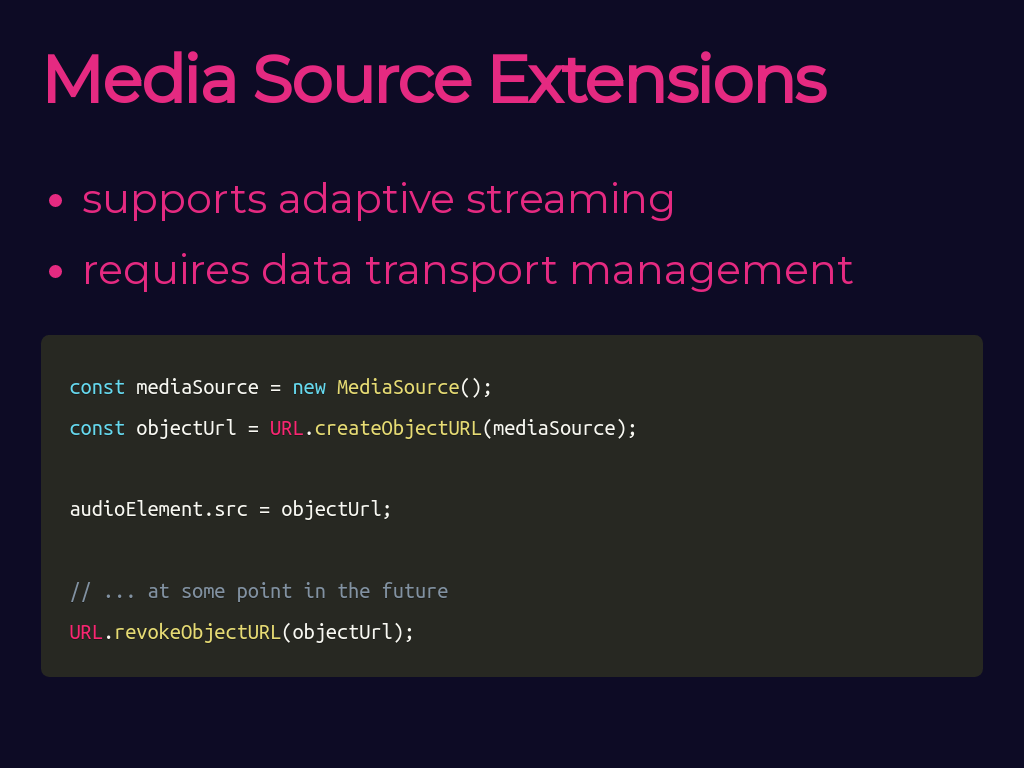 Media Source Extensions
• supports adaptive streaming
• requires data transport management
const mediaSource = new MediaSource();
const objectUrl = URL.createObjectURL(mediaSource);
audioElement.src = objectUrl;
// ... at some point in the future
URL.revokeObjectURL(objectUrl);